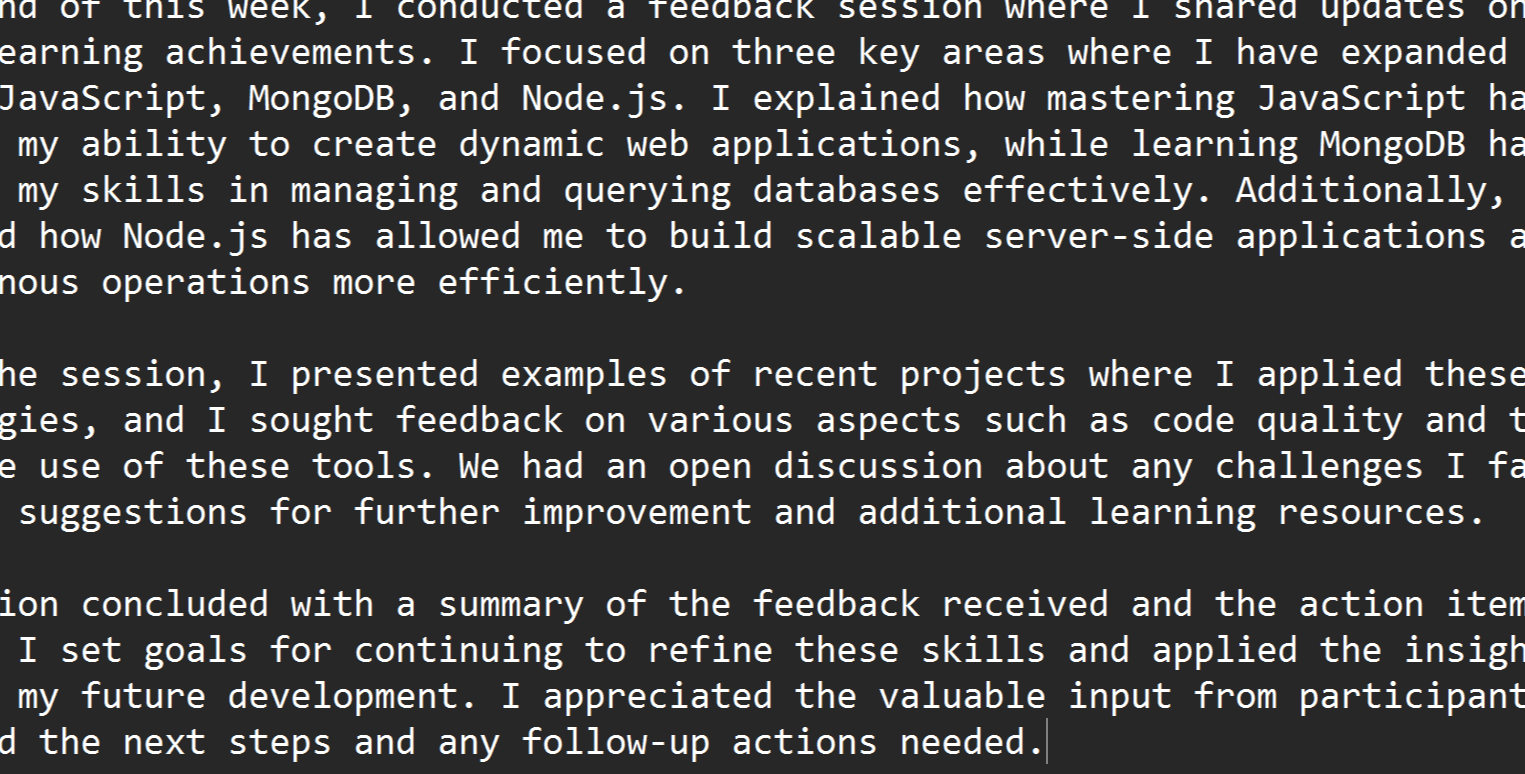 nd of this week, I conducted a feedback session where I shared updates on
earning achievements. I focused on three key areas where I have expanded
JavaScript, MongoDB, and Node.js. I explained how mastering JavaScript ha
my ability to create dynamic web applications, while learning MongoDB ha
my skills in managing and querying databases effectively. Additionally,
d how Node.js has allowed me to build scalable server-side applications a
nous operations more efficiently.
he session, I presented examples of recent projects where I applied these
gies, and I sought feedback on various aspects such as code quality and t
e use of these tools. We had an open discussion about any challenges I fa
suggestions for further improvement and additional learning resources.
ion concluded with a summary of the feedback received and the action item
I set goals for continuing to refine these skills and applied the insigh
my future development. I appreciated the valuable input from participant
d the next steps and any follow-up actions needed.